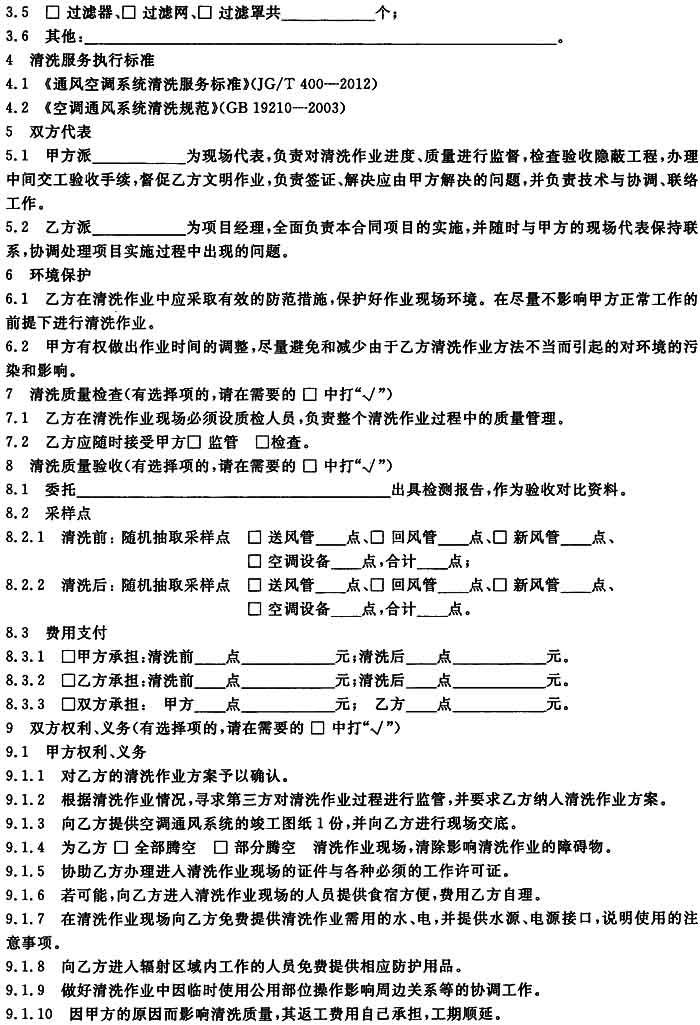 3.5 □ 过滤器、□ 过滤网、□ 过滤罩共____________个；
3.6 其他：____________________________________________________________。
4 清洗服务执行标准
4.1 《通风空调系统清洗服务标准》(JG/T 400—2012)
4.2 《空调通风系统清洗规范》(GB 19210—2003)
5 双方代表
5.1 甲方派____________为现场代表，负责对清洗作业进度、质量进行监督，检查验收隐蔽工程，办理
中间交工验收手续，督促乙方文明作业，负责签证、解决应由甲方解决的问题，并负责技术与协调、联络
工作。
5.2 乙方派____________为项目经理，全面负责本合同项目的实施，并随时与甲方的现场代表保持联
系，协调处理项目实施过程中出现的问题。
6 环境保护
6.1 乙方在清洗作业中应采取有效的防范措施，保护好作业现场环境。在尽量不影响甲方正常工作的
前提下进行清洗作业。
6.2 甲方有权做出作业时间的调整，尽量避免和减少由于乙方清洗作业方法不当而引起的对环境的污
染和影响。
7 清洗质量检查(有选择项的，请在需要的 □ 中打“√”)
7.1 乙方在清洗作业现场必须设质检人员，负责整个清洗作业过程中的质量管理。
7.2 乙方应随时接受甲方□ 监管 □检查。
8 清洗质量验收(有选择项的，请在需要的 □ 中打“√”)
8.1 委托________________________________________出具检测报告，作为验收对比资料。
8.2 采样点
8.2.1 清洗前：随机抽取采样点 □ 送风管____点、□ 回风管____点、□ 新风管____点、
□ 空调设备____点，合计____点；
8.2.2 清洗后：随机抽取采样点 □ 送风管____点、□ 回风管____点、□ 新风管____点、
□ 空调设备____点，合计____点。
8.3 费用支付
8.3.1 □甲方承担：清洗前____点____________元；清洗后____点____________元。
8.3.2 □乙方承担：清洗前____点____________元；清洗后____点____________元。
8.3.3 □双方承担： 甲方____点____________元； 乙方____点____________元。
9 双方权利、义务(有选择项的，请在需要的 □ 中打“√”)
9.1 甲方权利、义务
9.1.1 对乙方的清洗作业方案予以确认。
9.1.2 根据清洗作业情况，寻求第三方对清洗作业过程进行监管，并要求乙方纳入清洗作业方案。
9.1.3 向乙方提供空调通风系统的竣工图纸 1 份，并向乙方进行现场交底。
9.1.4 为乙方 □ 全部腾空 □ 部分腾空 清洗作业现场，清除影响清洗作业的障碍物。
9.1.5 协助乙方办理进入清洗作业现场的证件与各种必须的工作许可证。
9.1.6 若可能，向乙方进入清洗作业现场的人员提供食宿方便，费用乙方自理。
9.1.7 在清洗作业现场向乙方免费提供清洗作业需用的水、电，并提供水源、电源接口，说明使用的注
意事项。
9.1.8 向乙方进入辐射区域内工作的人员免费提供相应防护用品。
9.1.9 做好清洗作业中因临时使用公用部位操作影响周边关系等的协调工作。
9.1.10 因甲方的原因而影响清洗质量，其返工费用自己承担，工期顺延。